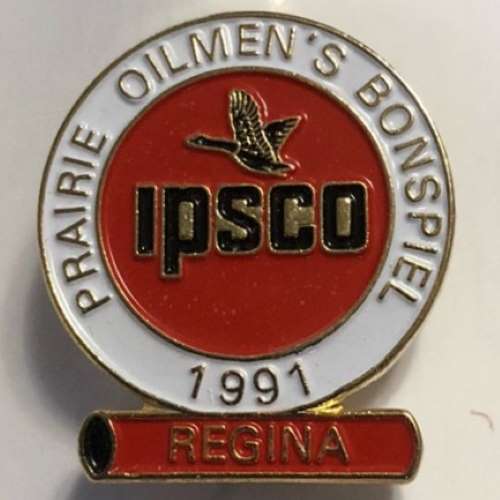 PRAIRIE OILMEN'S BONSPIEL
IPSCO
1991
REGINA